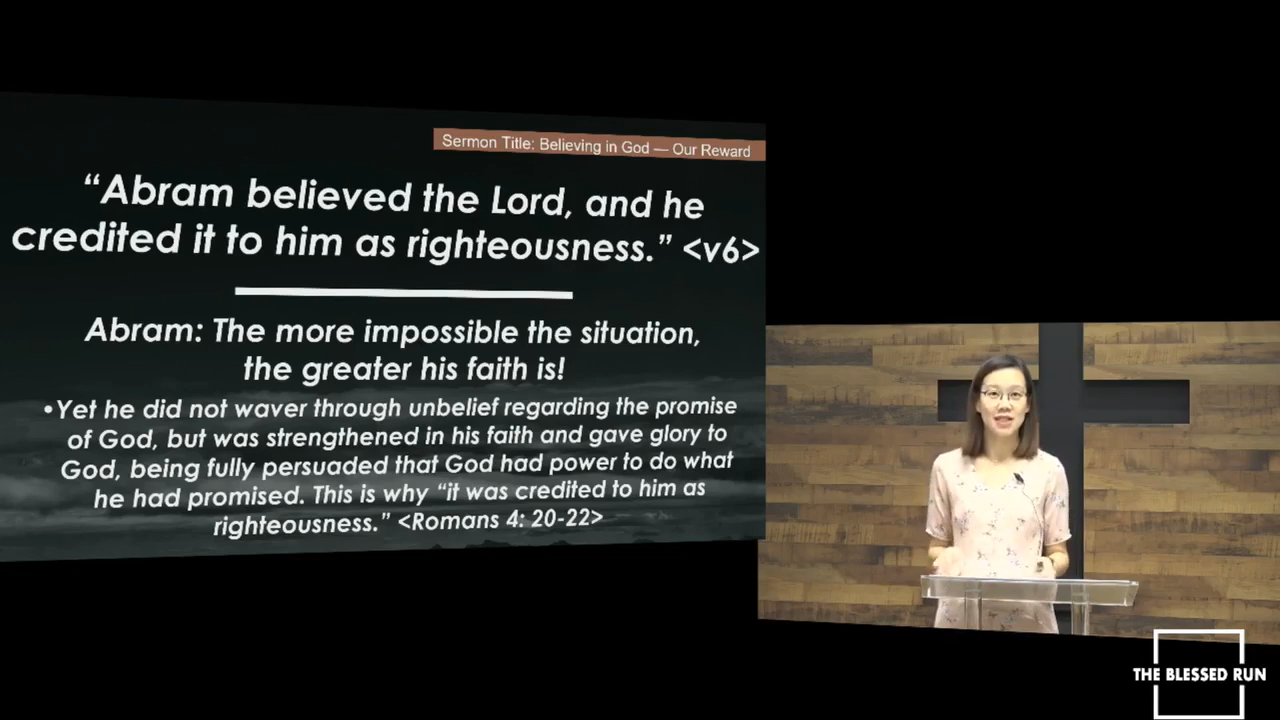 Sermon Title: Believing in God — Our Reward
“Abram believed the Lord, and he
credited it to him as righteousness.” <v6>
Abram: The more impossible the situation,
the greater his faith is!
•Yet he did not waver through unbelief regarding the promise
of God, but was strengthened in his faith and gave glory to
God, being fully persuaded that God had power to do what
he had promised. This is why “it was credited to him as
righteousness.” <Romans 4: 20-22>
THE BLESSED RUN